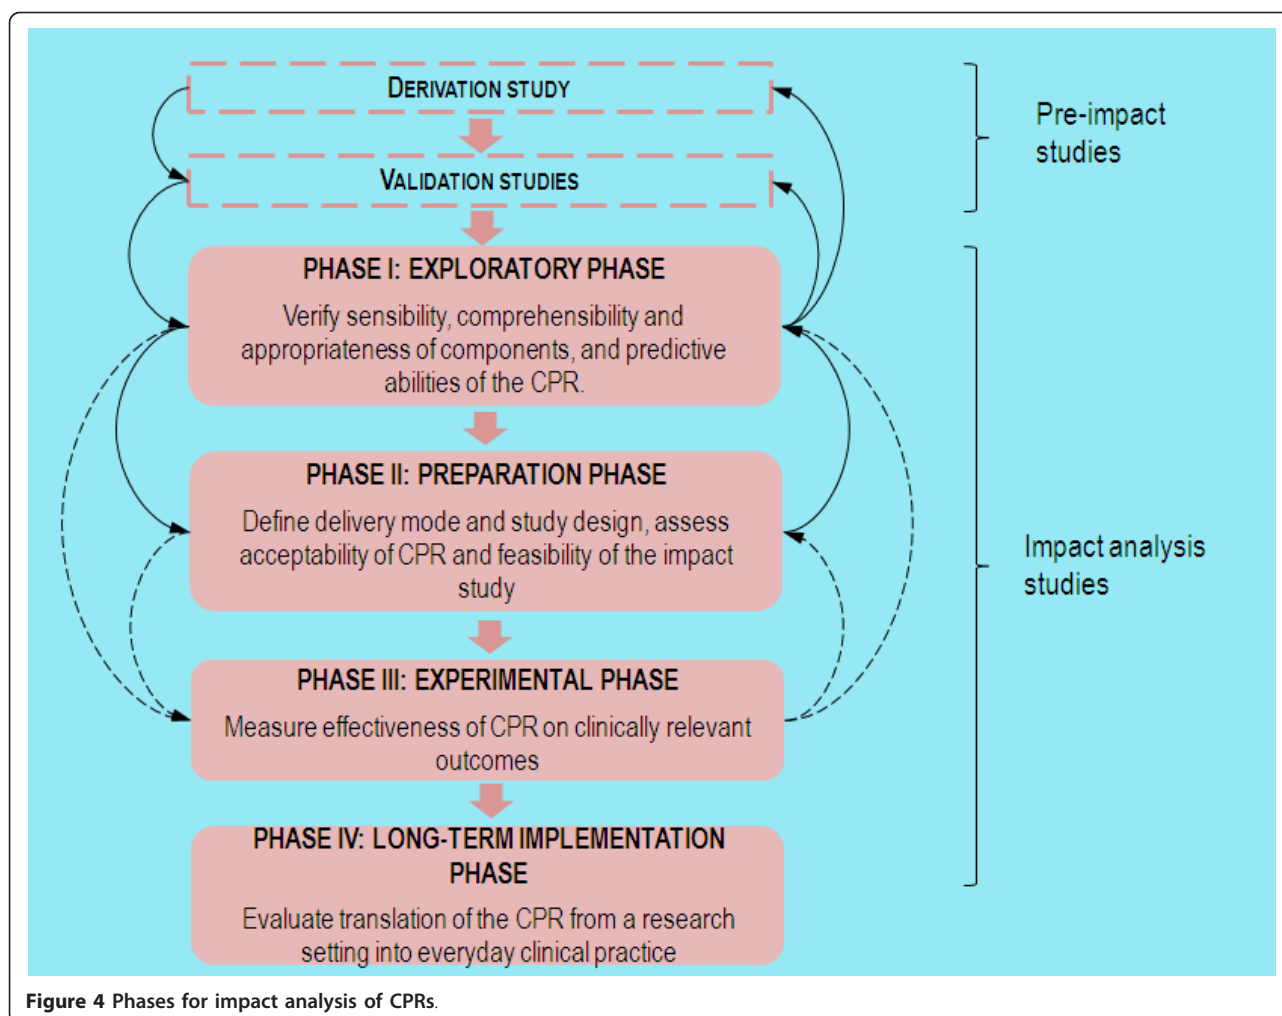 DERIVATION STUDY
VALIDATION STUDIES
Pre-impact
studies
PHASE I: EXPLORATORY PHASE
Verify sensibility, comprehensibility and
appropriateness of components, and predictive
abilities of the CPR.
PHASE II: PREPARATION PHASE
Define delivery mode and study design, assess
acceptability of CPR and feasibility of the impact
study
PHASE III: EXPERIMENTAL PHASE
Measure effectiveness of CPR on clinically relevant
outcomes
PHASE IV: LONG-TERM IMPLEMENTATION
PHASE
Evaluate translation of the CPR from a research
setting into everyday clinical practice
Impact analysis
studies
Figure 4 Phases for impact analysis of CPRs.